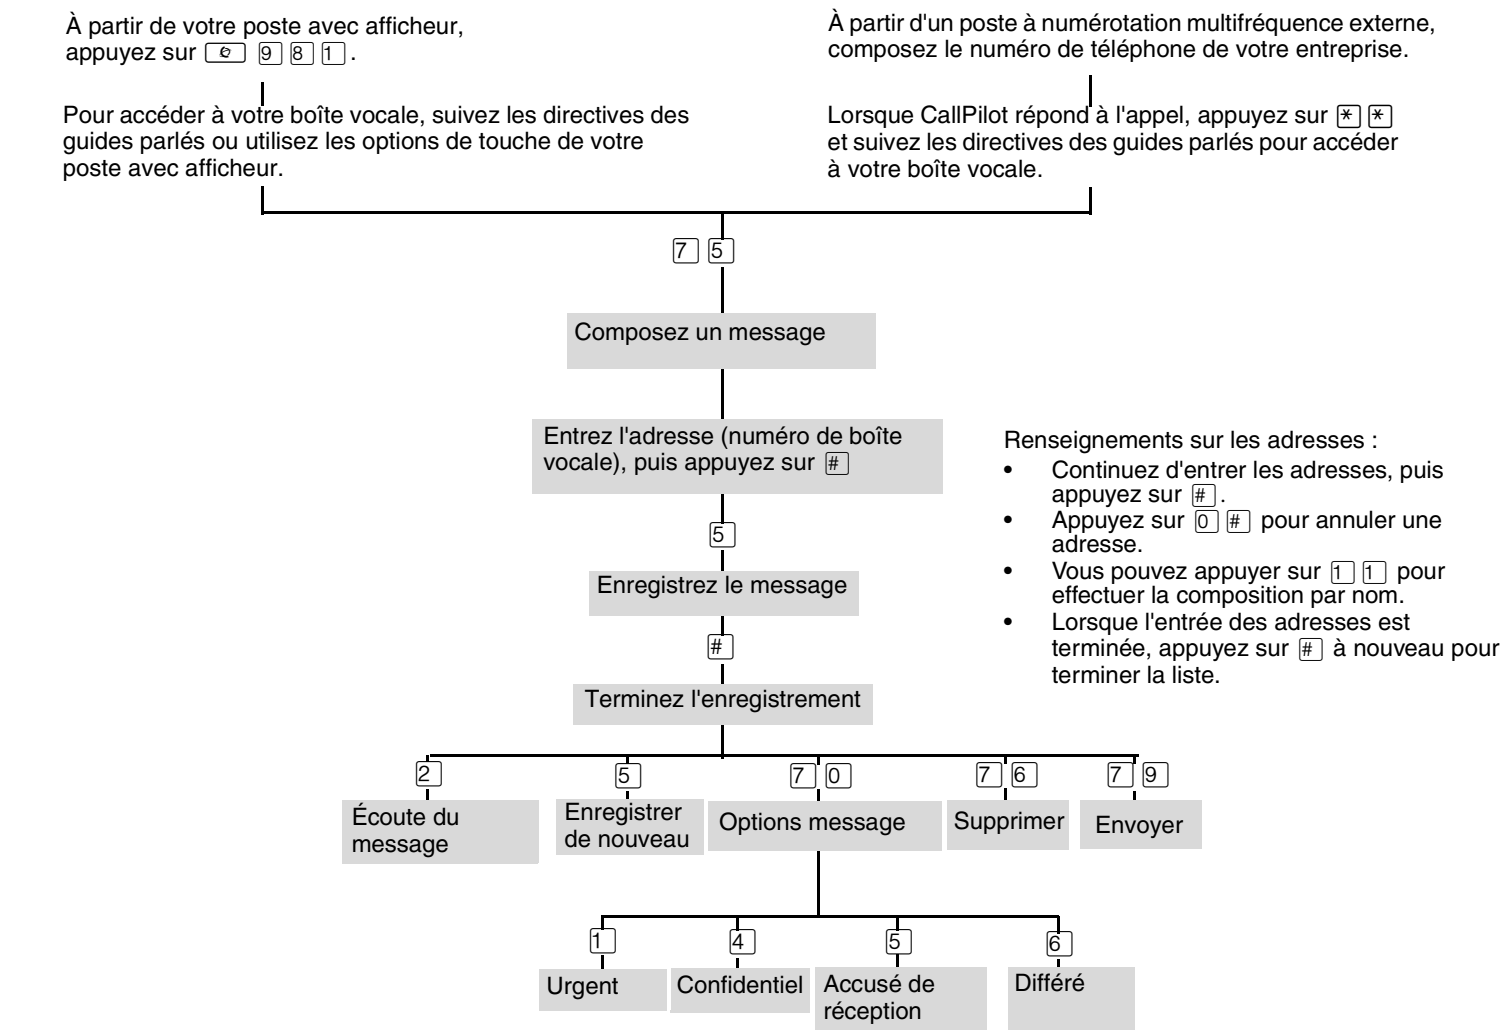 À partir de votre poste avec afficheur,
appuyez sur 9 8 1 .
À partir d'un poste à numérotation multifréquence externe,
composez le numéro de téléphone de votre entreprise.
Pour accéder à votre boîte vocale, suivez les directives des
guides parlés ou utilisez les options de touche de votre
poste avec afficheur.
Lorsque CallPilot répond à l'appel, appuyez sur * *
et suivez les directives des guides parlés pour accéder
à votre boîte vocale.
7 5
Composez un message
Entrez l'adresse (numéro de boîte
vocale), puis appuyez sur #
5
Enregistrez le message
#
Terminez l'enregistrement
Renseignements sur les adresses :
• Continuez d'entrer les adresses, puis
appuyez sur # .
• Appuyez sur 0 # pour annuler une
adresse.
• Vous pouvez appuyer sur 1 1 pour
effectuer la composition par nom.
• Lorsque l'entrée des adresses est
terminée, appuyez sur # à nouveau pour
terminer la liste.
2
Écoute du
message
5
Enregistrer
de nouveau
7 0
Options message
7 6
Supprimer
7 9
Envoyer
1
Urgent
4
Confidentiel
5
Accusé de
réception
6
Différé